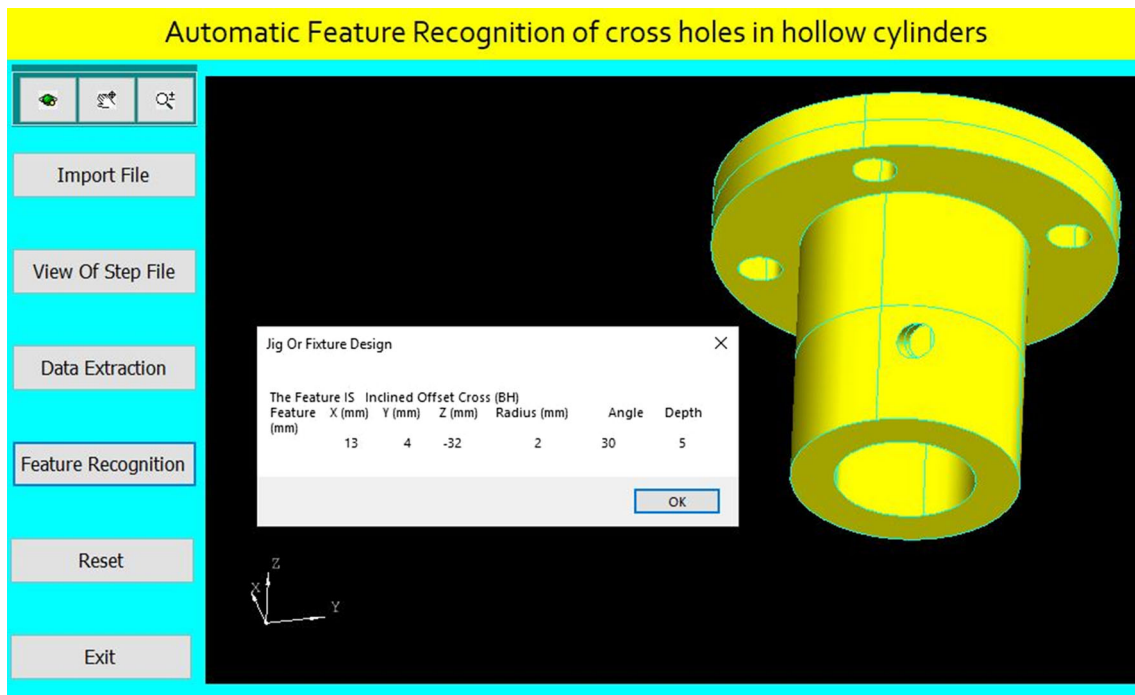 Automatic Feature Recognition of cross holes in hollow cylinders
Import File
View Of Step File
Data Extraction
Feature Recognition
Reset
Exit
Jig Or Fixture Design
The Feature IS Inclined Offset Cross (BH)
Feature X (mm) Y (mm) Z (mm) Radius (mm) Angle Depth
(mm)
13 4 -32 2 30 5
OK
Z
X
Y